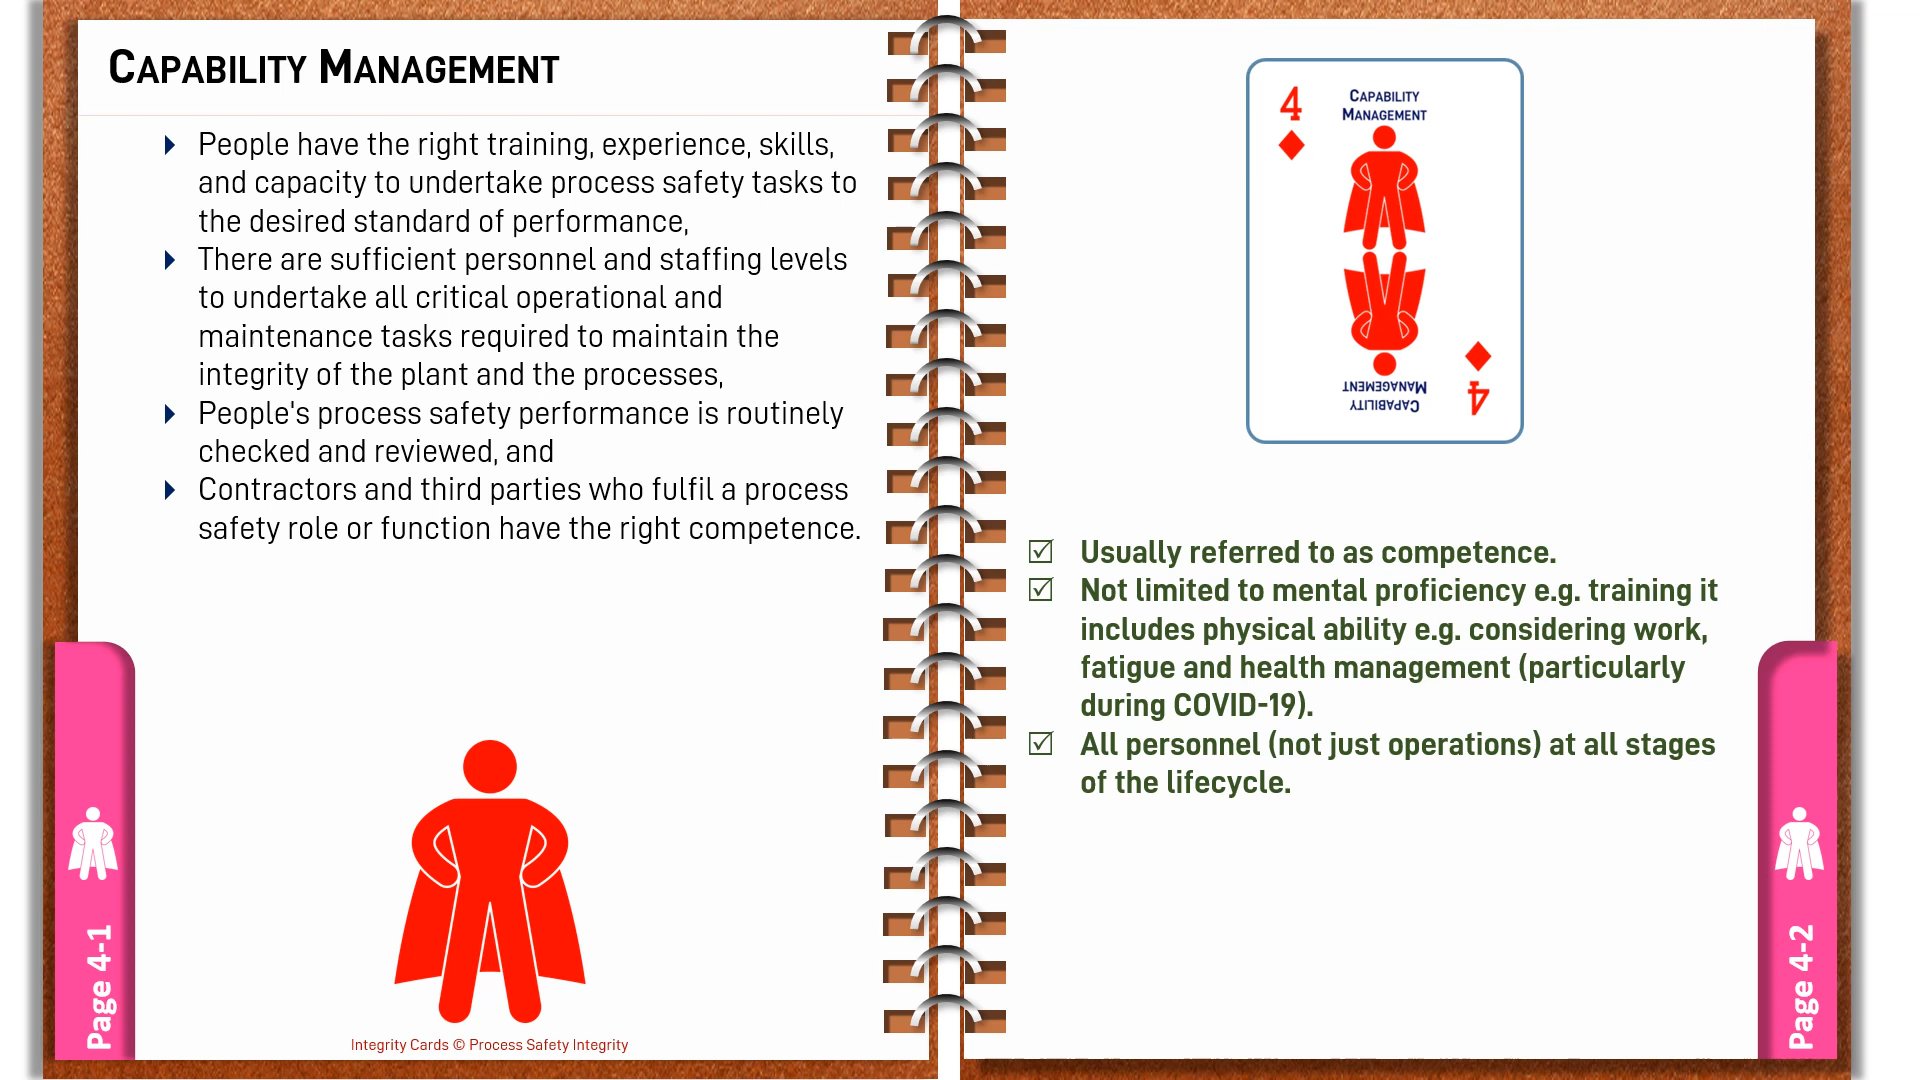 CAPABILITY MANAGEMENT
People have the right training, experience, skills,
and capacity to undertake process safety tasks to
the desired standard of performance,
There are sufficient personnel and staffing levels
to undertake all critical operational and
maintenance tasks required to maintain the
integrity of the plant and the processes,
People's process safety performance is routinely
checked and reviewed, and
Contractors and third parties who fulfil a process
safety role or function have the right competence.
Page 4-1
Integrity Cards © Process Safety Integrity
4
CAPABILITY
MANAGEMENT
4
CAPABILITY
MANAGEMENT
Usually referred to as competence.
Not limited to mental proficiency e.g. training it
includes physical ability e.g. considering work,
fatigue and health management (particularly
during COVID-19).
All personnel (not just operations) at all stages
of the lifecycle.
Page 4-2